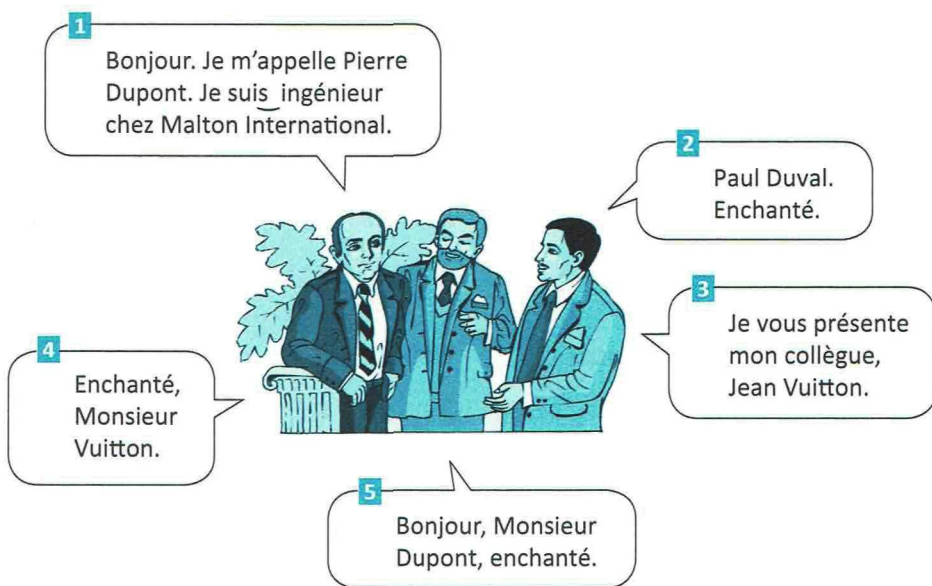 1
Bonjour. Je m'appelle Pierre
Dupont. Je suis ingénieur
chez Malton International.
2
Paul Duval.
Enchanté.
3
Je vous présente
mon collègue,
Jean Vuitton.
4
Enchanté,
Monsieur
Vuitton.
5
Bonjour, Monsieur
Dupont, enchanté.